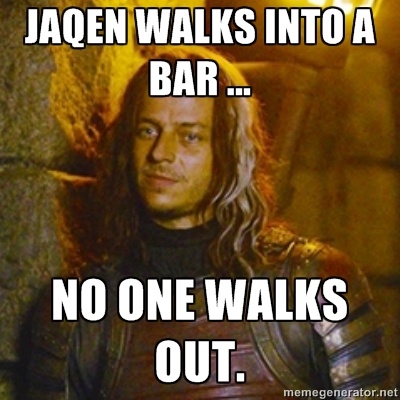 JAQEN WALKS INTO A
BAR ...
NO ONE WALKS
OUT.
memegenerator.net